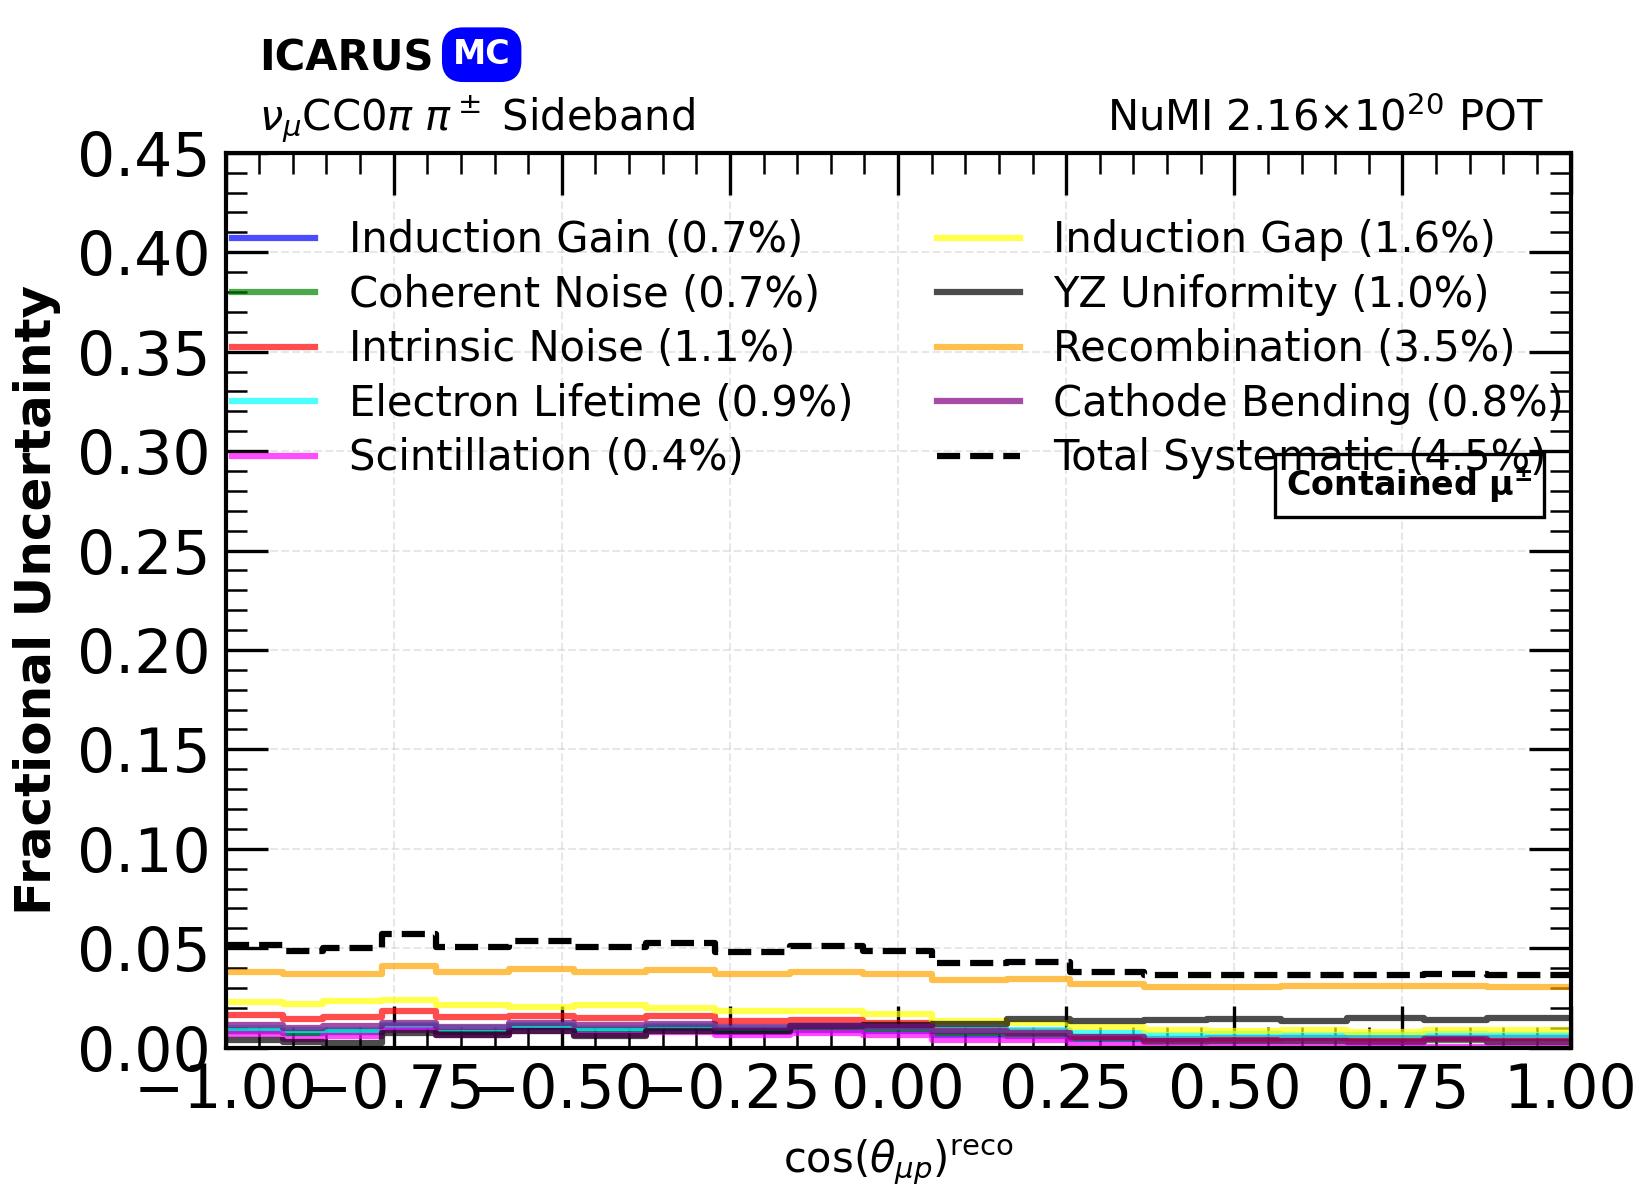 ICARUS MC
νμCC0π π± Sideband
NuMI 2.16×10²⁰ POT
Fractional Uncertainty
0.45
0.40
0.35
0.30
0.25
0.20
0.15
0.10
0.05
0.00
Induction Gain (0.7%)
Coherent Noise (0.7%)
Intrinsic Noise (1.1%)
Electron Lifetime (0.9%)
Scintillation (0.4%)
Induction Gap (1.6%)
YZ Uniformity (1.0%)
Recombination (3.5%)
Cathode Bending (0.8%)
Total Systematic (4.5%)
Contained μ±
−1.00 −0.75 −0.50 −0.25 0.00 0.25 0.50 0.75 1.00
cos(θμp)reco